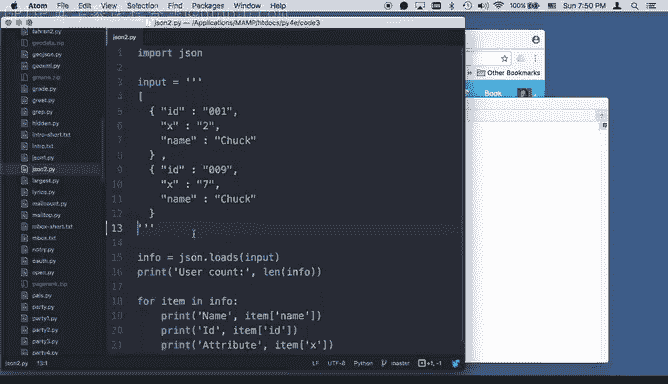 Atom File Edit View Selection Find Packages Window Help
100% Sun 7:50 PM
json2.py — /Applications/MAMP/htdocs/py4e/code3
json2.py
geojson.py
geoxml.py
grade.py
greet.py
grep.py
hidden.py
intro-short.txt
intro.txt
json1.py
json2.py
largest.py
lyrics.py
mailcount.py
mailtop.py
mbox-short.txt
mbox.txt
oauth.py
open.py
pagerank.zip
pals.py
party.py
party1.py
party2.py
party3.py
party4.py
1 import json
2
3 input = '''
4 [
5 { "id" : "001",
6 "x" : "2",
7 "name" : "Chuck"
8 } ,
9 { "id" : "009",
10 "x" : "7",
11 "name" : "Chuck"
12 }
13 '''
14
15 info = json.loads(input)
16 print('User count:', len(info))
17
18 for item in info:
19 print('Name', item['name'])
20 print('Id', item['id'])
21 print('Attribute', item['x'])
json2.py 13:1
LF UTF-8 Python master +1, -1
Other Bookmarks
Book